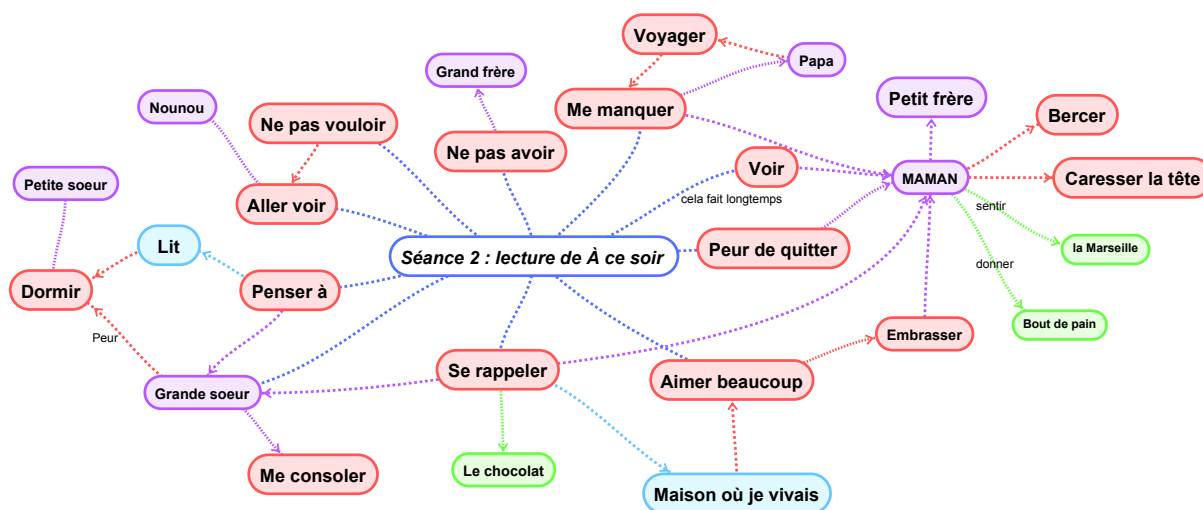 Voyager
Papa
Grand frère
Nounou
Me manquer
Petit frère
Bercer
Ne pas vouloir
Ne pas avoir
Voir
MAMAN
Caresser la tête
Petite soeur
Aller voir
cela fait longtemps
sentir
Lit
Séance 2 : lecture de À ce soir
Peur de quitter
la Marseille
donner
Dormir
Penser à
Bout de pain
Peur
Embrasser
Se rappeler
Aimer beaucoup
Grande soeur
Me consoler
Le chocolat
Maison où je vivais